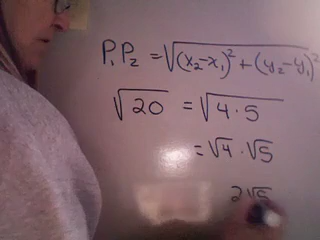 P₁P₂ = √(x₂-x₁)² + (y₂-y₁)²
√20 = √4·5
= √4 · √5
2√5